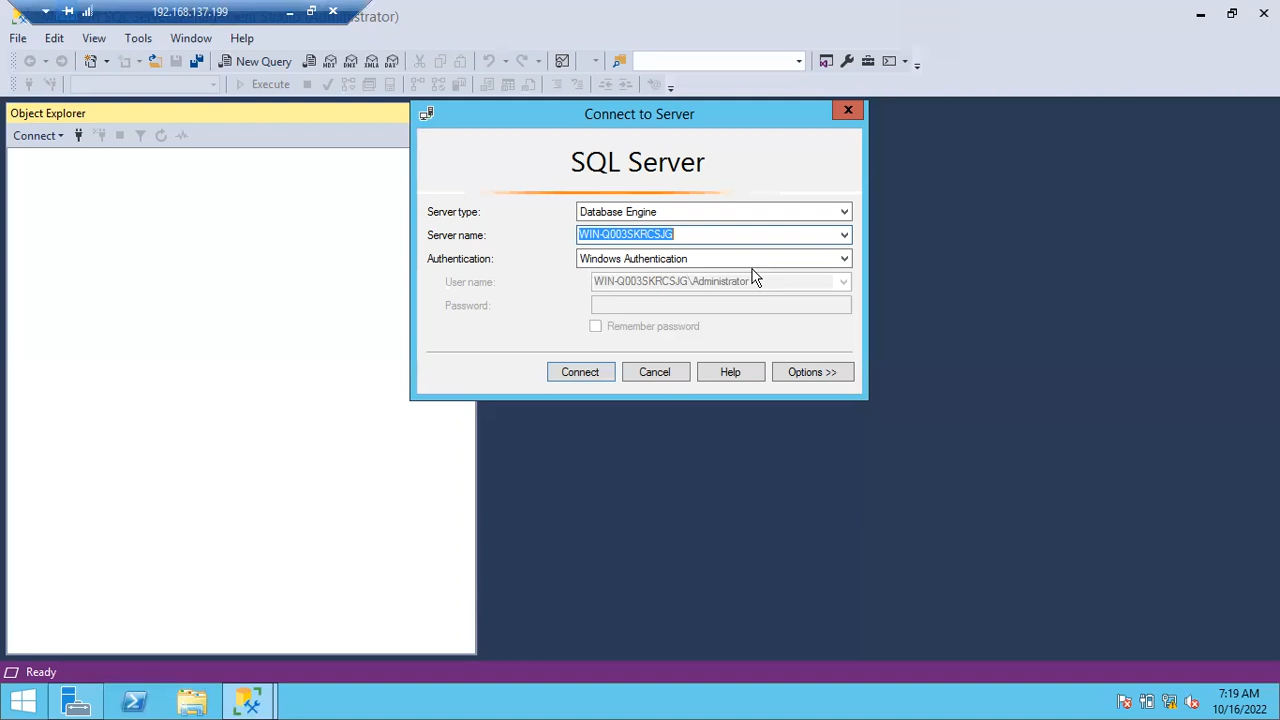 192.168.137.199
istrator)
File Edit View Tools Window Help
New Query
Execute
Object Explorer
Connect
Connect to Server
SQL Server
Server type: Database Engine
Server name: WIN-Q003SKRCSJG
Authentication: Windows Authentication
User name: WIN-Q003SKRCSJG\Administrator
Password:
Remember password
Connect Cancel Help Options >>
Ready
7:19 AM
10/16/2022